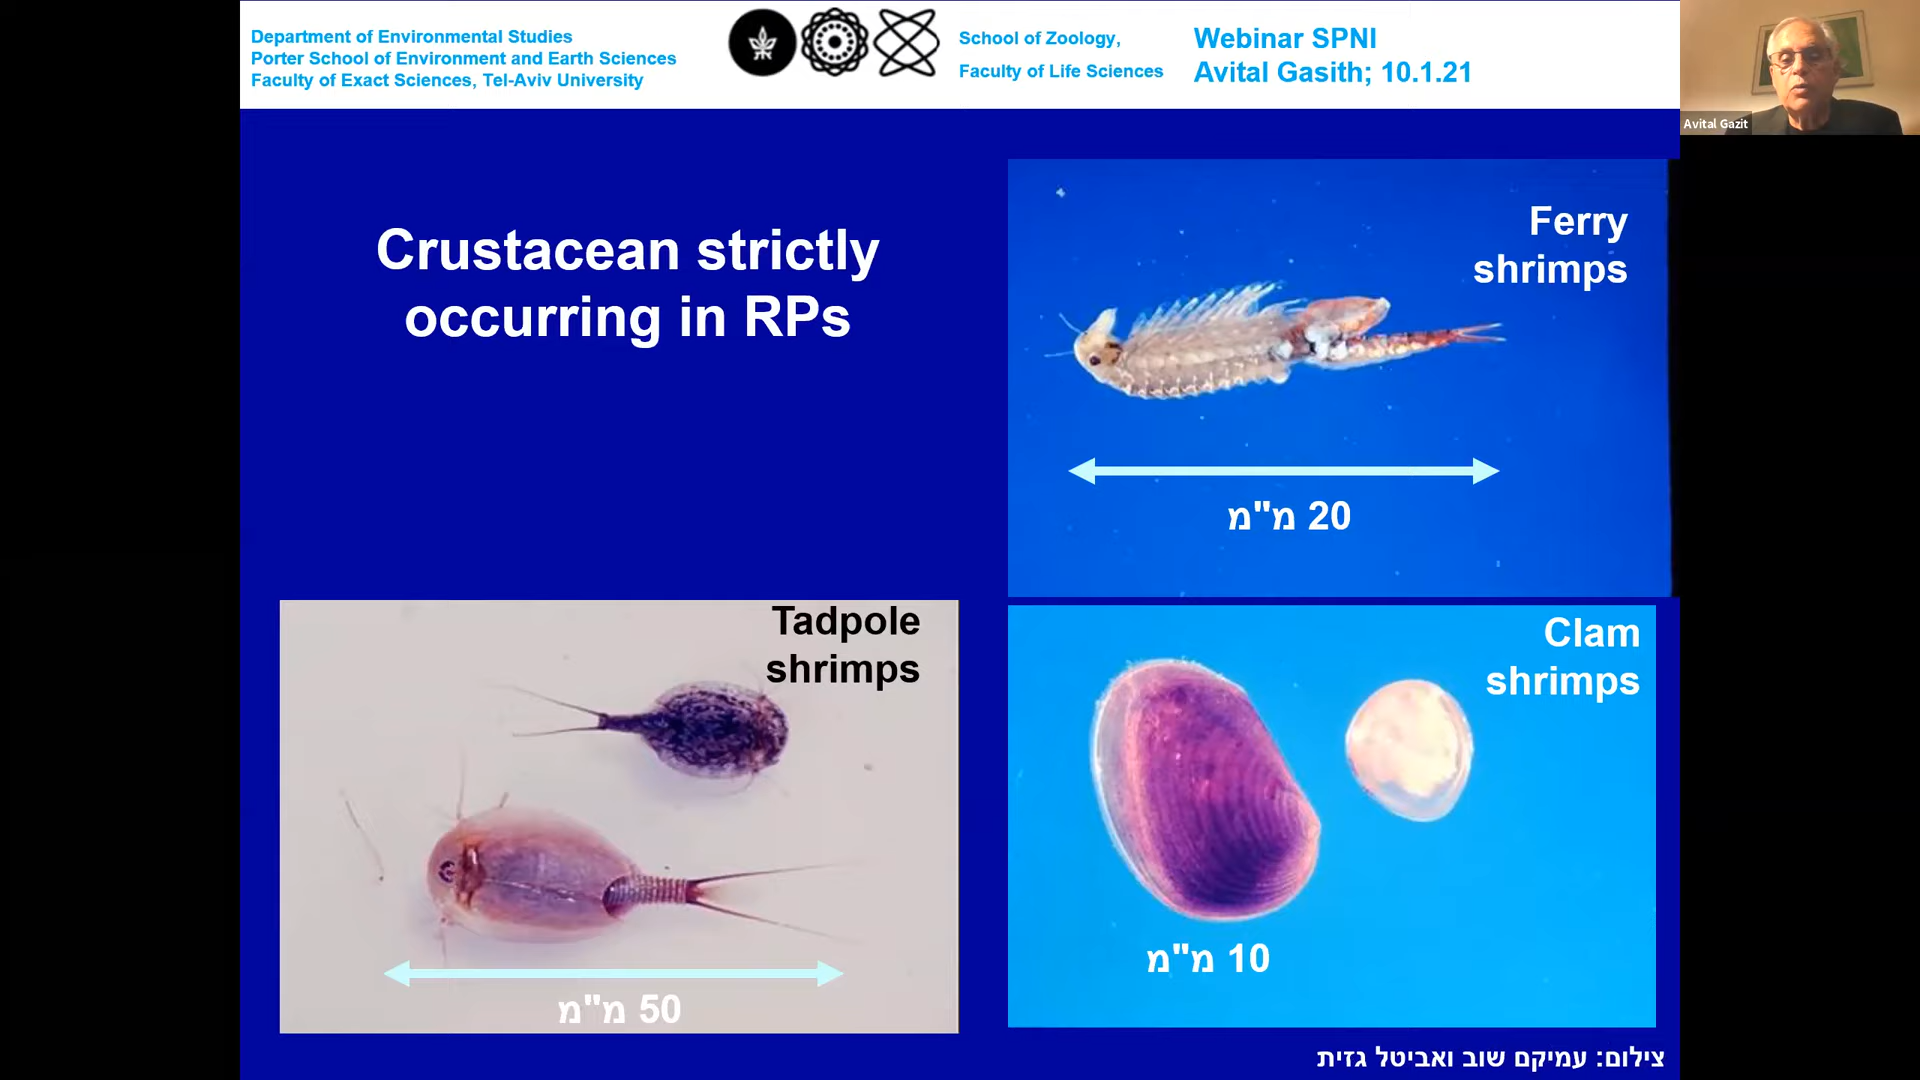 Department of Environmental Studies
Porter School of Environment and Earth Sciences
Faculty of Exact Sciences, Tel-Aviv University
School of Zoology,
Faculty of Life Sciences
Webinar SPNI
Avital Gasith; 10.1.21
Avital Gazit
Crustacean strictly
occurring in RPs
Ferry
shrimps
20 מ"מ
Tadpole
shrimps
50 מ"מ
Clam
shrimps
10 מ"מ
צילום: עמיקם שוב ואביטל גזית